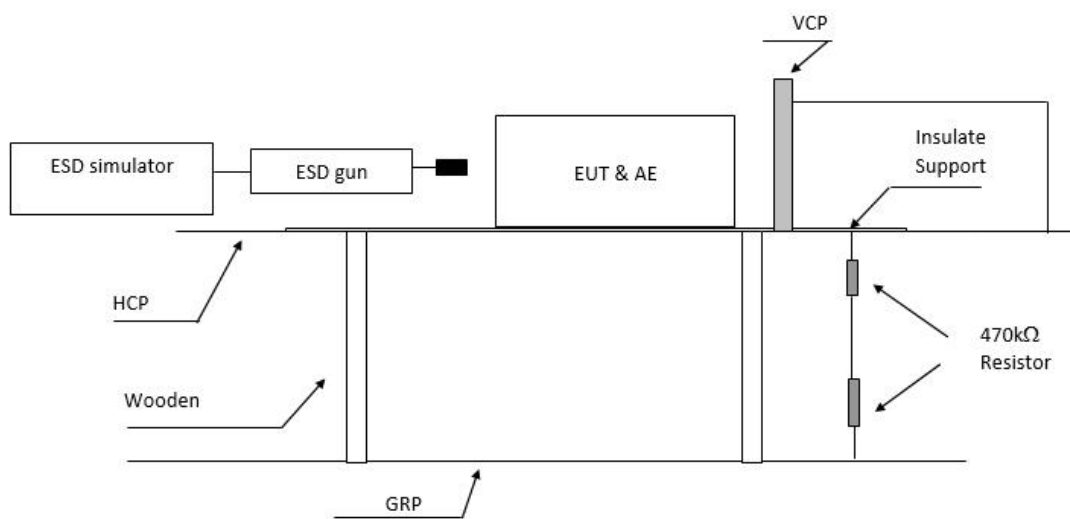 VCP
ESD simulator
ESD gun
EUT & AE
Insulate
Support
HCP
470kΩ
Resistor
Wooden
GRP